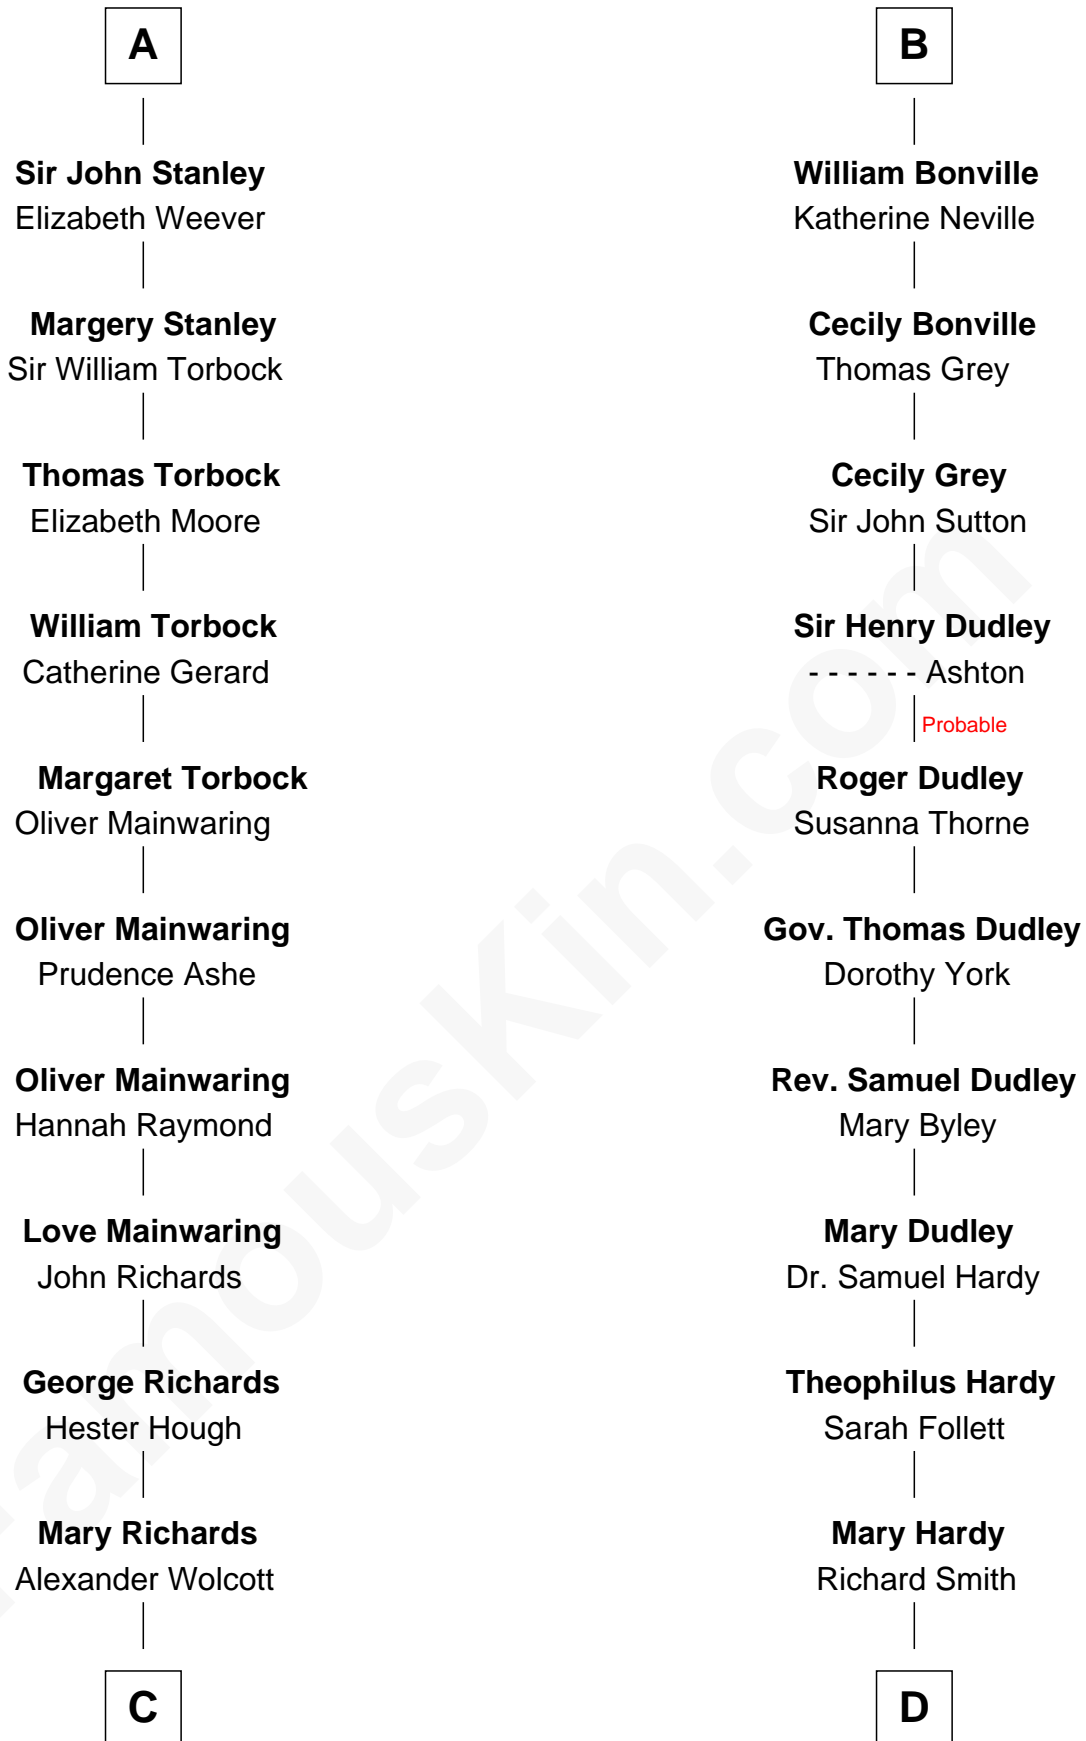 A
Sir John Stanley
Elizabeth Weever
Margery Stanley
Sir William Torbock
Thomas Torbock
Elizabeth Moore
William Torbock
Catherine Gerard
Margaret Torbock
Oliver Mainwaring
Oliver Mainwaring
Prudence Ashe
Oliver Mainwaring
Hannah Raymond
Love Mainwaring
John Richards
George Richards
Hester Hough
Mary Richards
Alexander Wolcott
C
B
William Bonville
Katherine Neville
Cecily Bonville
Thomas Grey
Cecily Grey
Sir John Sutton
Sir Henry Dudley
- - - - - - Ashton
Probable
Roger Dudley
Susanna Thorne
Gov. Thomas Dudley
Dorothy York
Rev. Samuel Dudley
Mary Byley
Mary Dudley
Dr. Samuel Hardy
Theophilus Hardy
Sarah Follett
Mary Hardy
Richard Smith
D
FamousKin.com